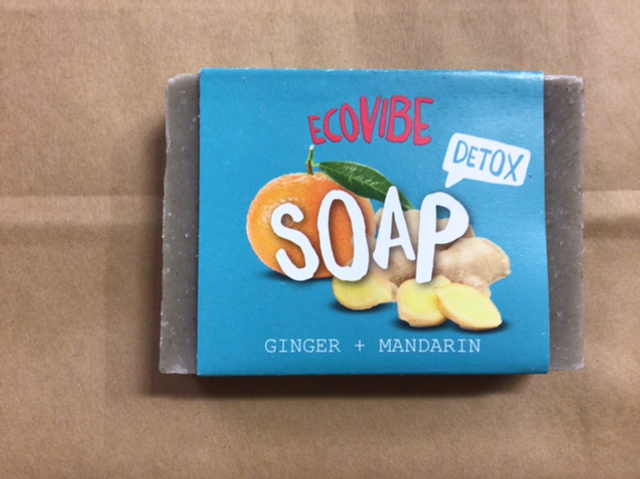 ECOVIBE
DETOX
SOAP
GINGER + MANDARIN